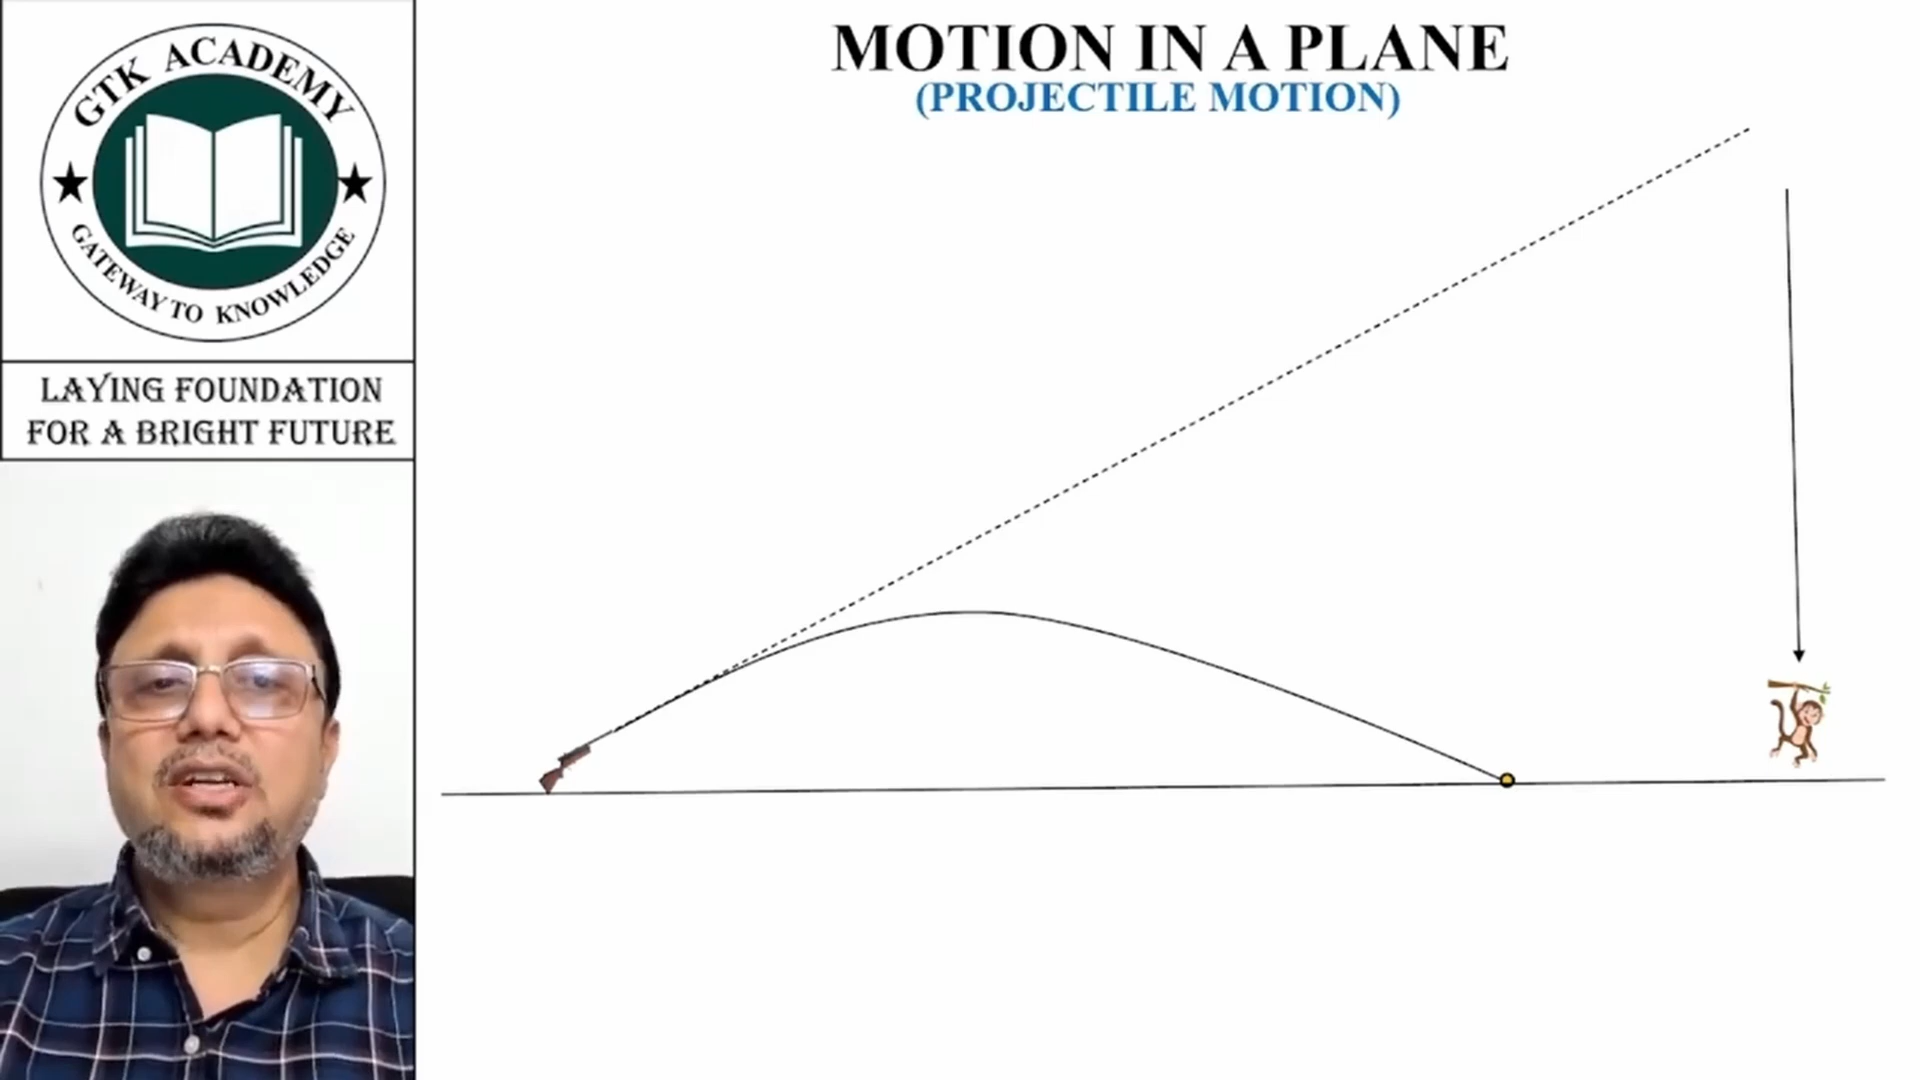 GTK ACADEMY
GATEWAY TO KNOWLEDGE
LAYING FOUNDATION
FOR A BRIGHT FUTURE
MOTION IN A PLANE
(PROJECTILE MOTION)